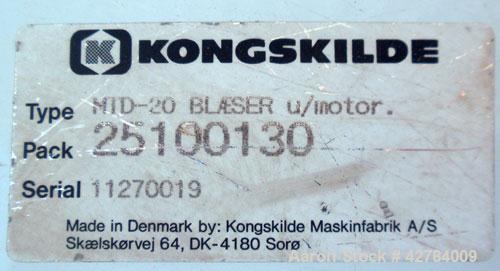 K KONGSKILDE
Type MTD-20 BLÆSER u/motor.
Pack 25100130
Serial 11270019
Made in Denmark by: Kongskilde Maskinfabrik A/S
Skælskørvej 64, DK-4180 Sorø
Aaron Stock # 42784009